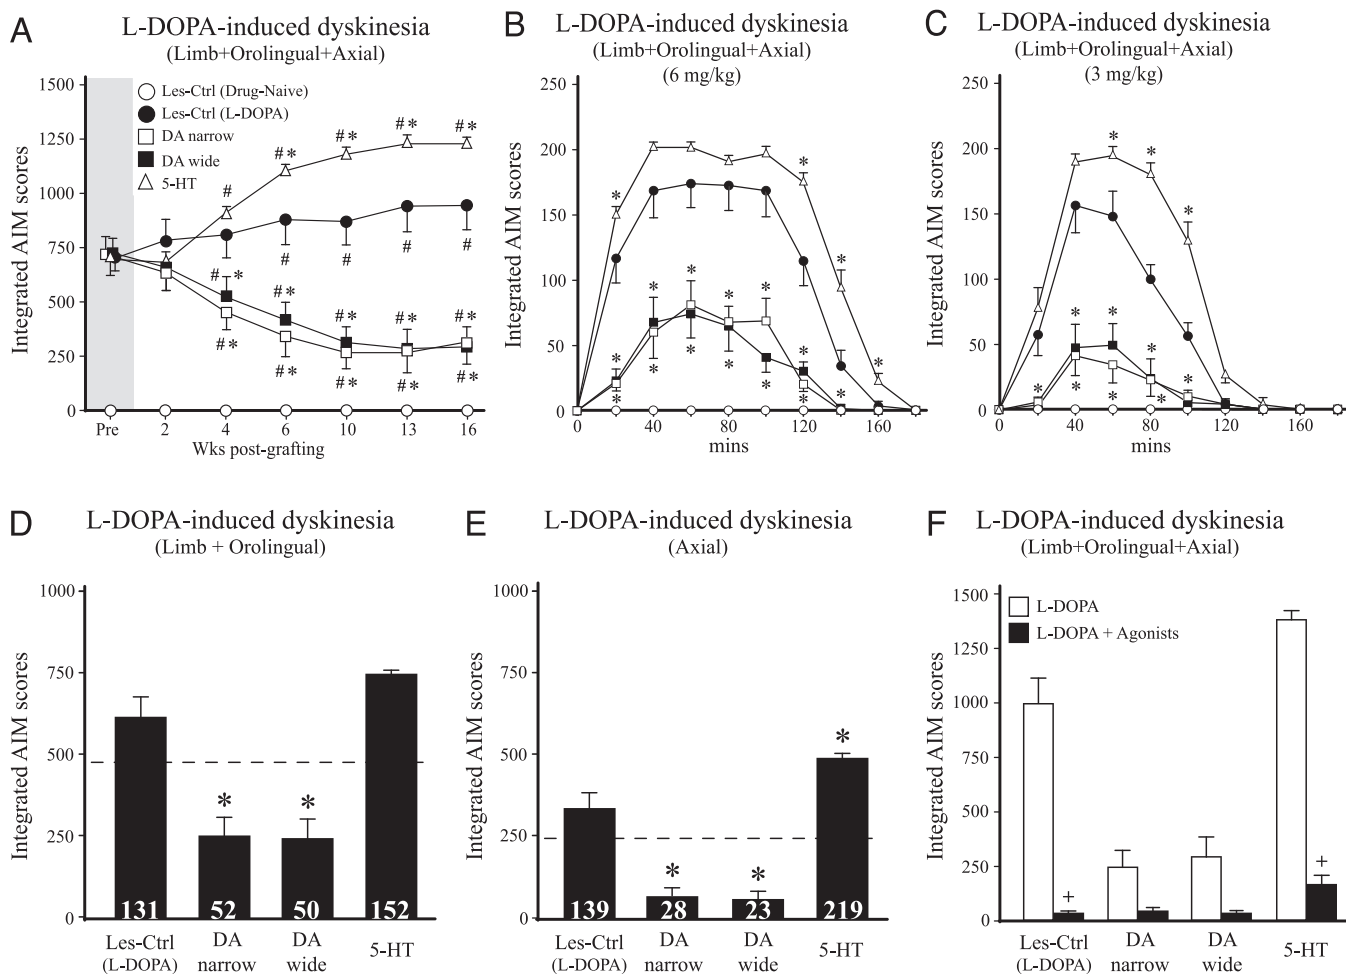 A
L-DOPA-induced dyskinesia
(Limb+Orolingual+Axial)
Integrated AIM scores
1500
1250
1000
750
500
250
0
Les-Ctrl (Drug-Naive)
Les-Ctrl (L-DOPA)
DA narrow
DA wide
5-HT
#
#*
#*
#*
#*
#
#
#
#
#*
#*
#*
#*
#*
#*
#*
#*
#*
#*
Pre
2
4
6
10
13
16
Wks post-grafting
B
L-DOPA-induced dyskinesia
(Limb+Orolingual+Axial)
(6 mg/kg)
Integrated AIM scores
250
200
150
100
50
0
* * * *
* * * * * *
* * * * * * *
0
40
80
120
160
mins
C
L-DOPA-induced dyskinesia
(Limb+Orolingual+Axial)
(3 mg/kg)
Integrated AIM scores
250
200
150
100
50
0
* * *
* * * *
* * * *
0
40
80
120
160
mins
D
L-DOPA-induced dyskinesia
(Limb + Orolingual)
Integrated AIM scores
1000
750
500
250
0
* *
131
52
50
152
Les-Ctrl
(L-DOPA)
DA
narrow
DA
wide
5-HT
E
L-DOPA-induced dyskinesia
(Axial)
Integrated AIM scores
1000
750
500
250
0
* * *
139
28
23
219
Les-Ctrl
(L-DOPA)
DA
narrow
DA
wide
5-HT
F
L-DOPA-induced dyskinesia
(Limb+Orolingual+Axial)
Integrated AIM scores
1500
1250
1000
750
500
250
0
L-DOPA
L-DOPA + Agonists
+
+
Les-Ctrl
(L-DOPA)
DA
narrow
DA
wide
5-HT